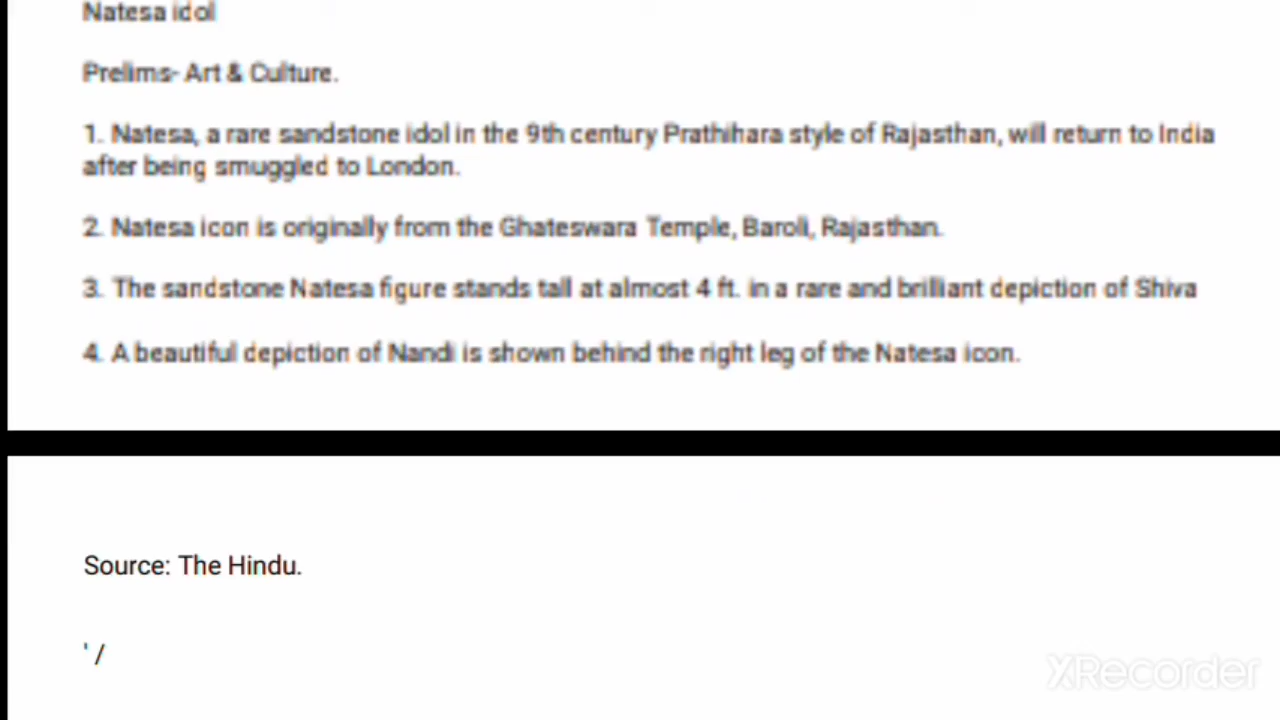 Natesa idol
Prelims- Art & Culture.
1. Natesa, a rare sandstone idol in the 9th century Prathihara style of Rajasthan, will return to India
after being smuggled to London.
2. Natesa icon is originally from the Ghateswara Temple, Baroli, Rajasthan.
3. The sandstone Natesa figure stands tall at almost 4 ft. in a rare and brilliant depiction of Shiva
4. A beautiful depiction of Nandi is shown behind the right leg of the Natesa icon.
Source: The Hindu.
' /
XRecorder